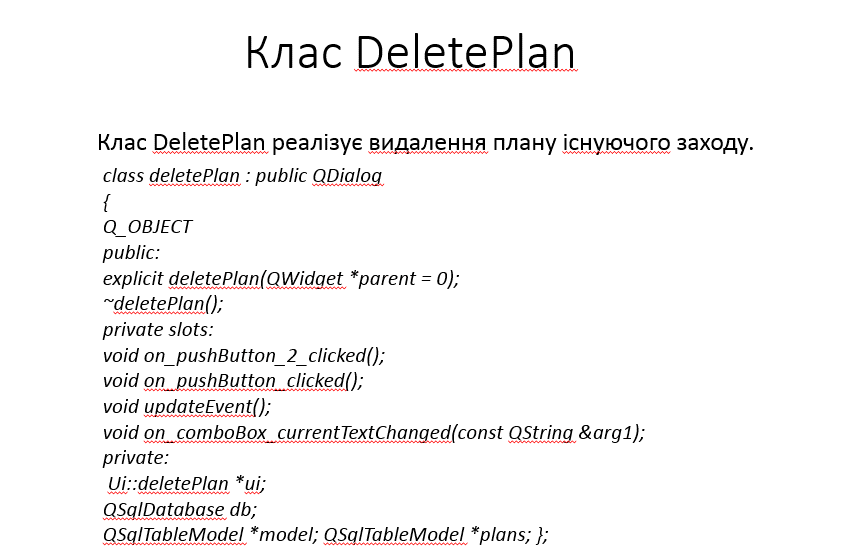 Клас DeletePlan
Клас DeletePlan реалізує видалення плану існуючого заходу.
class deletePlan : public QDialog
{
Q_OBJECT
public:
explicit deletePlan(QWidget *parent = 0);
~deletePlan();
private slots:
void on_pushButton_2_clicked();
void on_pushButton_clicked();
void updateEvent();
void on_comboBox_currentTextChanged(const QString &arg1);
private:
Ui::deletePlan *ui;
QSqlDatabase db;
QSqlTableModel *model; QSqlTableModel *plans; };